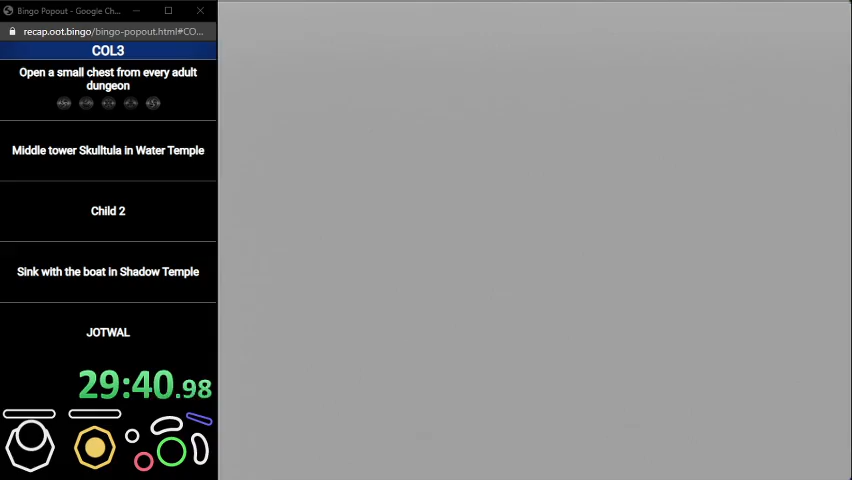 Bingo Popout - Google Ch...
recap.oot.bingo/bingo-popout.html#CO...
COL3
Open a small chest from every adult
dungeon
Middle tower Skulltula in Water Temple
Child 2
Sink with the boat in Shadow Temple
JOTWAL
29:40.98